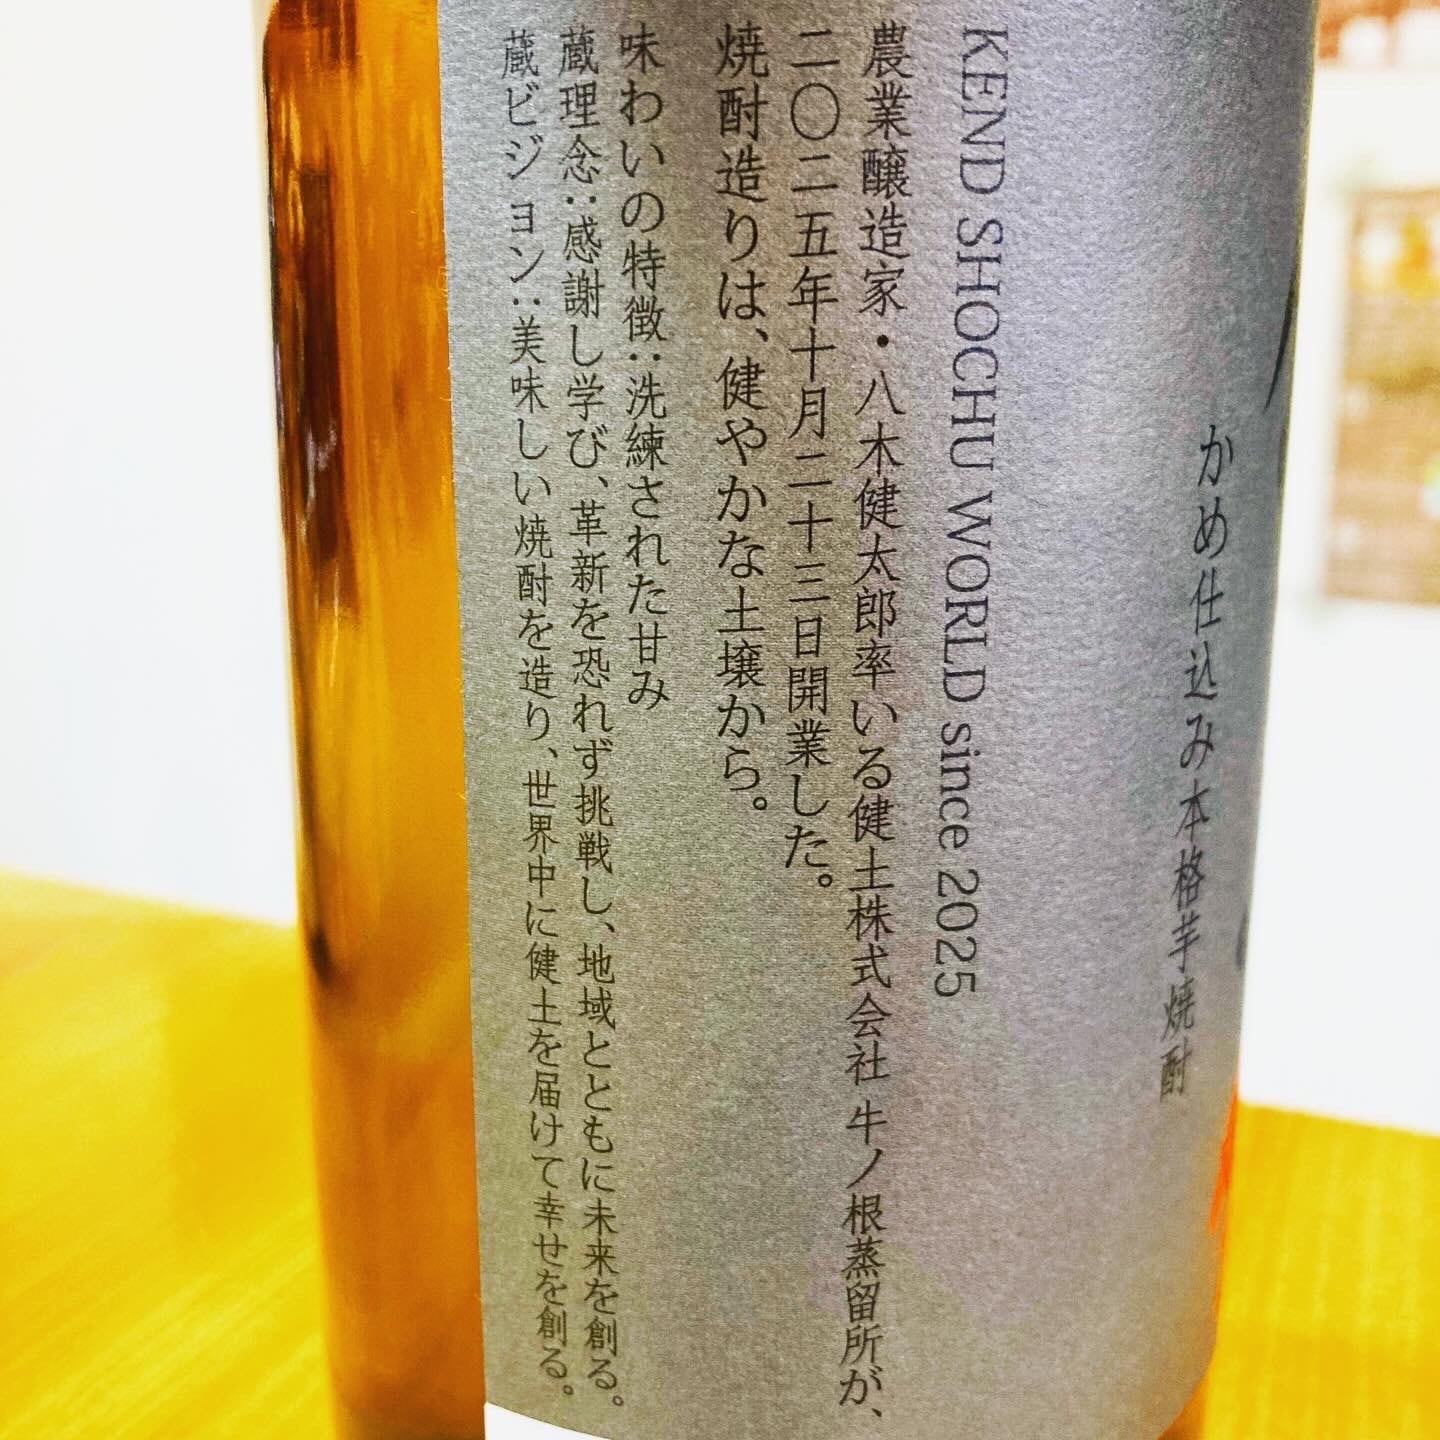 かめ仕込み本格芋焼酎
KEND SHOCHU WORLD since 2025
農業醸造家・八木健太郎率いる健土株式会社 牛ノ根蒸留所が、
二〇二五年十月二十三日開業した。
焼酎造りは、健やかな土壌から。
味わいの特徴:洗練された甘み
蔵理念:感謝し学び、革新を恐れず挑戦し、地域とともに未来を創る。
蔵ビジョン:美味しい焼酎を造り、世界中に健土を届けて幸せを創る。